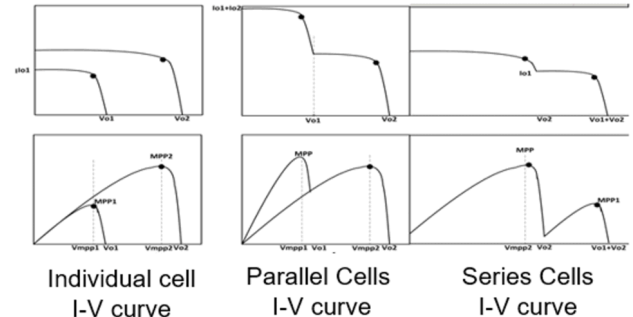 Io1+Io2
Io1
Io1
Vo1 Vo2
Vo1
Vo2
Vo2 Vo1+Vo2
MPP2
MPP1
MPP
MPP
MPP1
Vmpp1 Vo1 Vmpp2 Vo2
Vmpp1 Vo1 Vmpp2 Vo2
Vmpp2 Vo2 Vo1+Vo2
Individual cell
I-V curve
Parallel Cells
I-V curve
Series Cells
I-V curve